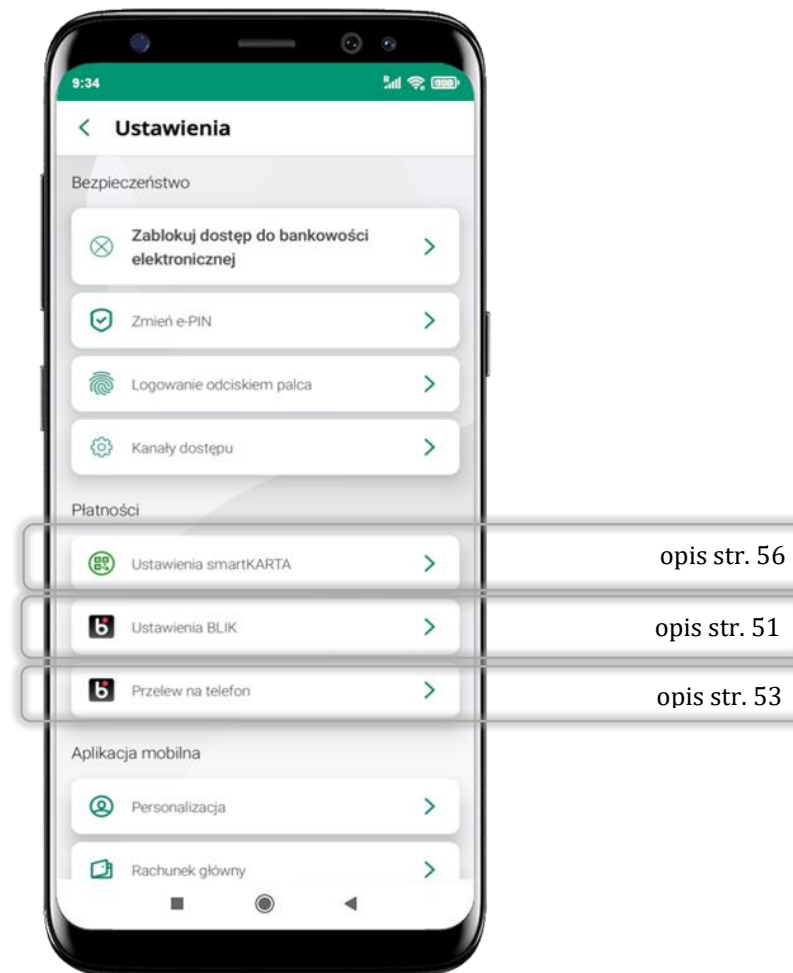 9:34
R 100
Ustawienia
Bezpieczeństwo
Zablokuj dostęp do bankowości
elektronicznej
Zmień e-PIN
Logowanie odciskiem palca
Kanały dostępu
Płatności
Ustawienia smartKARTA
opis str. 56
Ustawienia BLIK
opis str. 51
Przelew na telefon
opis str. 53
Aplikacja mobilna
Personalizacja
Rachunek główny